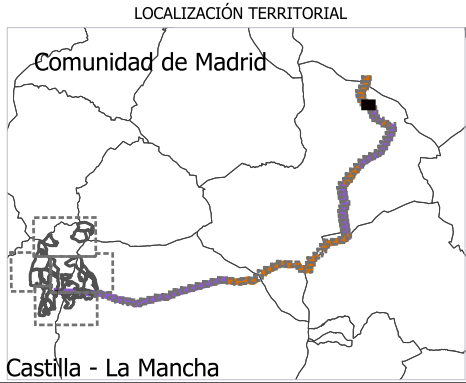 LOCALIZACIÓN TERRITORIAL
Comunidad de Madrid
Castilla - La Mancha